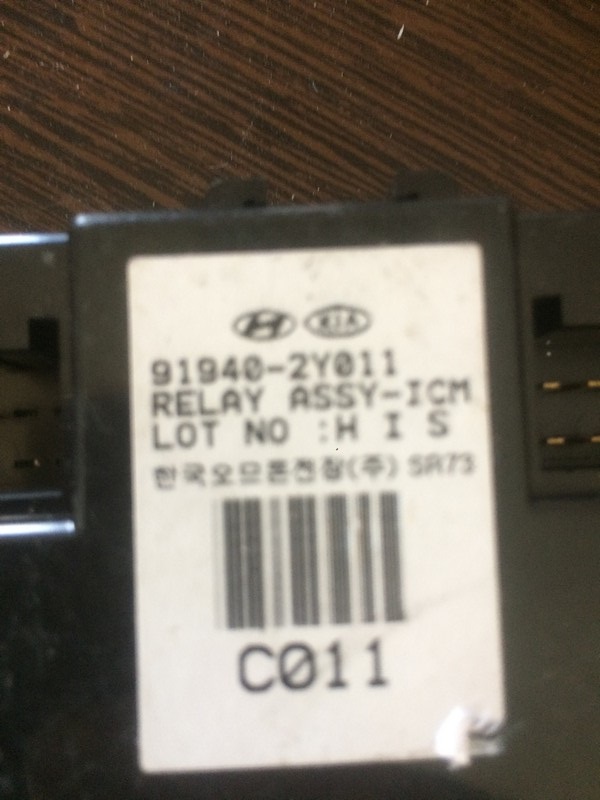 KIA
91940-2Y011
RELAY ASSY-ICM
LOT NO :H I S
한국오므론전장(주) SR73
C011